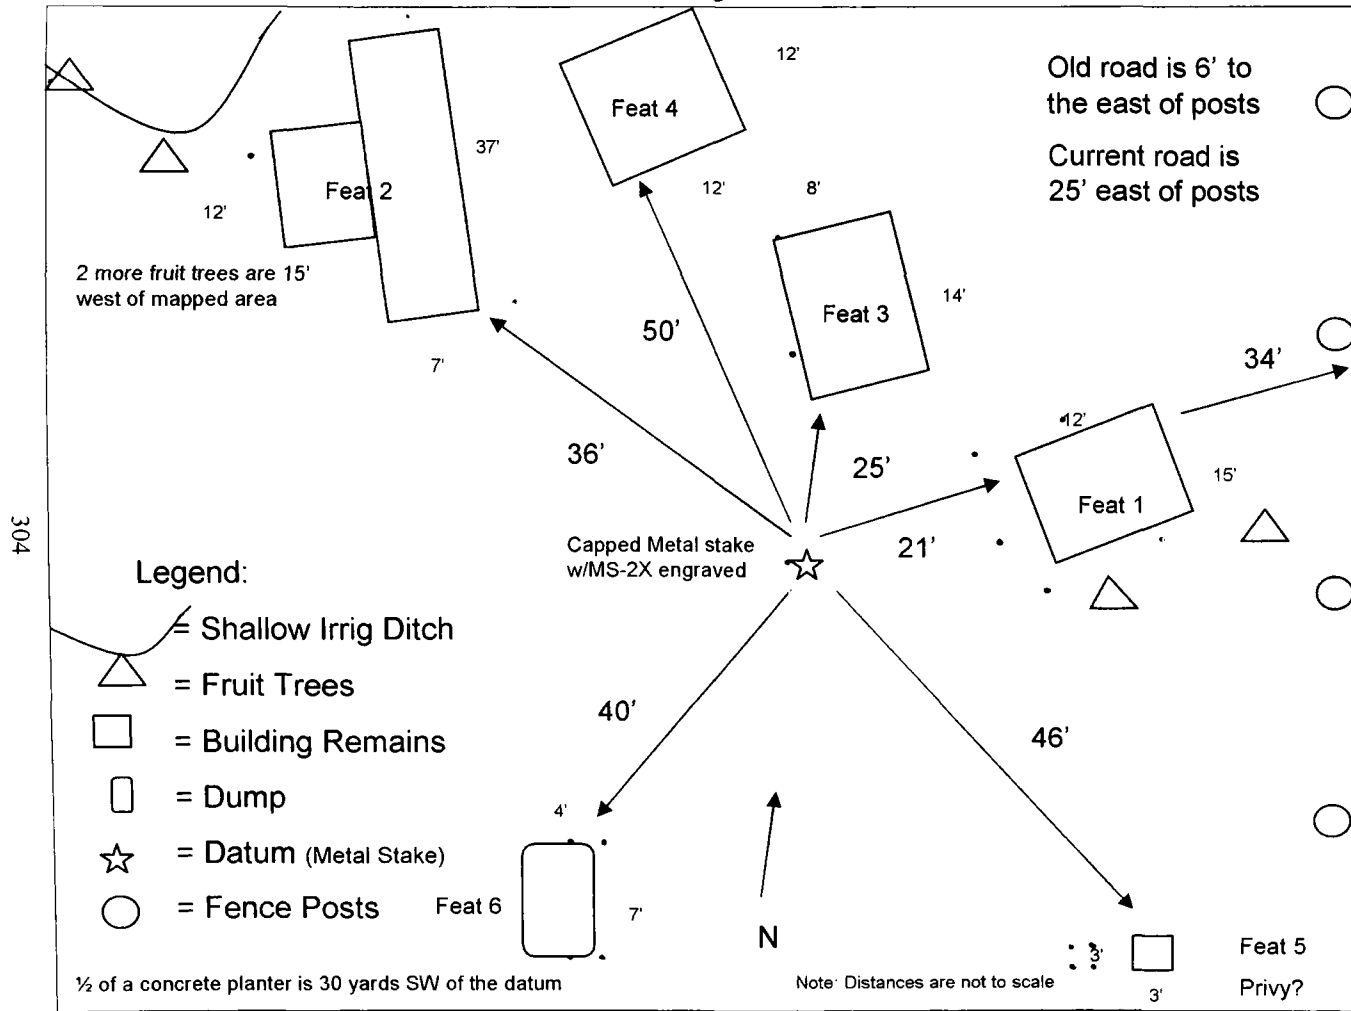 12'
Old road is 6' to
the east of posts
Feat 4
Current road is
25' east of posts
37'
12'
8'
Feat 2
12'
2 more fruit trees are 15'
west of mapped area
14'
Feat 3
50'
7'
34'
12'
36'
25'
15'
Feat 1
21'
304
Capped Metal stake
w/MS-2X engraved
Legend:
= Shallow Irrig Ditch
= Fruit Trees
= Building Remains
= Dump
= Datum (Metal Stake)
= Fence Posts
40'
46'
4'
Feat 6
7'
N
3'
Feat 5
3'
Privy?
½ of a concrete planter is 30 yards SW of the datum
Note: Distances are not to scale